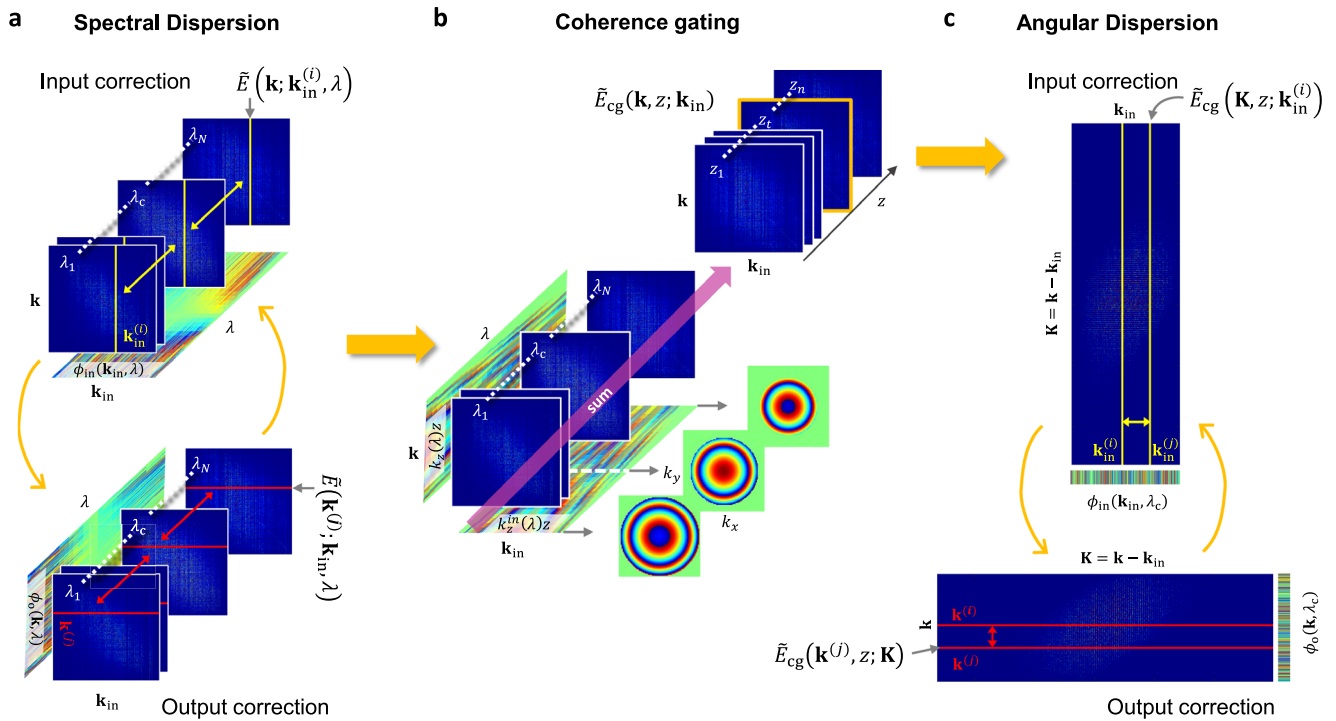 a
Spectral Dispersion
Input correction
Ẽ(k; k_in^(i), λ)
λ_N
λ_c
λ_1
k
k_in^(i)
λ
ϕ_in(k_in, λ)
k_in
λ_N
λ
λ_c
λ_1
Ẽ(k^(j); k_in, λ)
ϕ_o(k, λ)
k^(j)
k_in
Output correction
b
Coherence gating
Ẽ_cg(k, z; k_in)
z_n
z_t
z_1
k
z
k_in
λ_N
λ
λ_c
λ_1
sum
k
k_z(λ)z
k_y
k_x
k_z^in(λ)z
k_in
c
Angular Dispersion
Input correction
k_in
Ẽ_cg(K, z; k_in^(i))
K = k − k_in
k_in^(i)
k_in^(j)
ϕ_in(k_in, λ_c)
K = k − k_in
k
k^(i)
k^(j)
ϕ_o(k, λ_c)
Ẽ_cg(k^(j), z; K)
Output correction